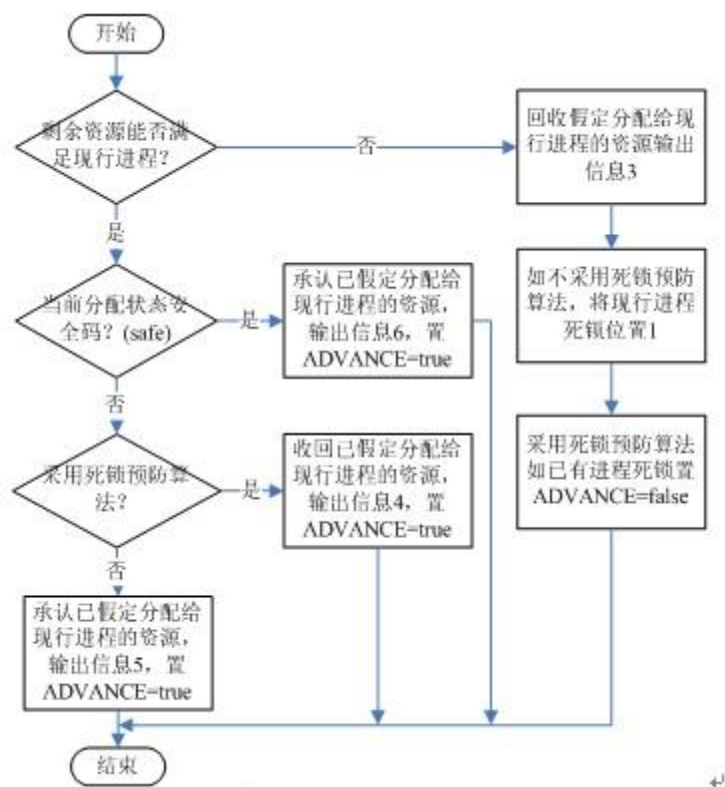 开始
剩余资源能否满
足现行进程？
否
回收假定分配给现
行进程的资源输出
信息3
是
当前分配状态安
全码？(safe)
是
承认已假定分配给
现行进程的资源，
输出信息6，置
ADVANCE=true
如不采用死锁预防
算法，将现行进程
死锁位置1
否
采用死锁预防算
法？
是
收回已假定分配给
现行进程的资源，
输出信息4，置
ADVANCE=true
采用死锁预防算法
如已有进程死锁置
ADVANCE=false
否
承认已假定分配给
现行进程的资源，
输出信息5，置
ADVANCE=true
结束